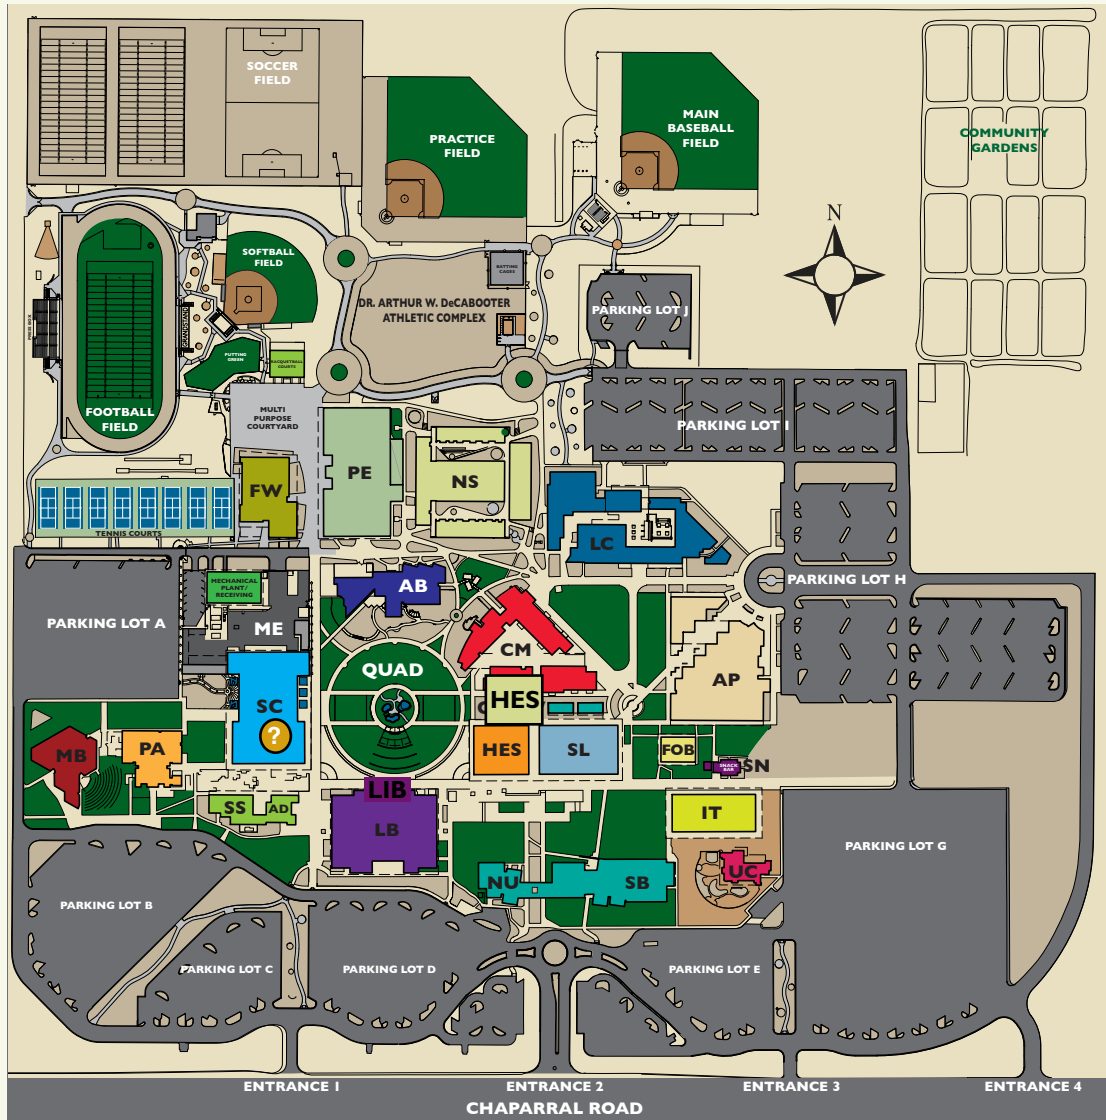 SOCCER
FIELD
PRACTICE
FIELD
MAIN
BASEBALL
FIELD
COMMUNITY
GARDENS
N
SOFTBALL
FIELD
BATTING
CAGES
DR. ARTHUR W. DeCABOOTER
ATHLETIC COMPLEX
PARKING LOT J
PRESS BOX
GRANDSTAND
PUTTING
GREEN
RACQUETBALL
COURTS
FOOTBALL
FIELD
MULTI
PURPOSE
COURTYARD
PARKING LOT I
PE
NS
FW
TENNIS COURTS
LC
MECHANICAL
PLANT/
RECEIVING
AB
PARKING LOT H
PARKING LOT A
ME
CM
QUAD
AP
HES
SC
?
MB
PA
HES
SL
FOB
SNACK
BAR
SN
LIB
SS
AD
LB
IT
PARKING LOT G
UC
NU
SB
PARKING LOT B
PARKING LOT C
PARKING LOT D
PARKING LOT E
ENTRANCE 1
ENTRANCE 2
ENTRANCE 3
ENTRANCE 4
CHAPARRAL ROAD